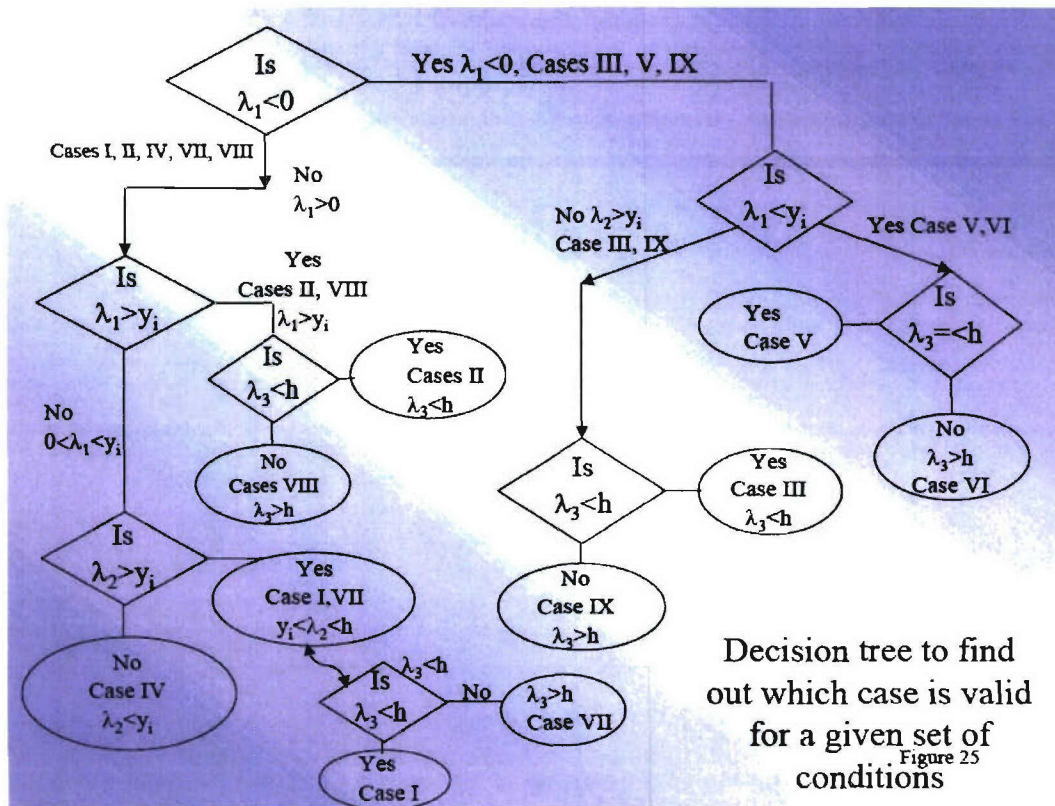 Is
λ₁<0
Yes λ₁<0, Cases III, V, IX
Cases I, II, IV, VII, VIII
No
λ₁>0
Is
λ₁<yᵢ
No λ₂>yᵢ
Case III, IX
Yes Case V,VI
Is
λ₁>yᵢ
Yes
Cases II, VIII
λ₁>yᵢ
Is
λ₃<h
Yes
Cases II
λ₃<h
No
Cases VIII
λ₃>h
No
0<λ₁<yᵢ
Is
λ₂>yᵢ
No
Case IV
λ₂<yᵢ
Yes
Case I,VII
yᵢ<λ₂<h
λ₃<h
Is
λ₃<h
No
λ₃>h
Case VII
Yes
Case I
Is
λ₃=<h
Yes
Case V
No
λ₃>h
Case VI
Is
λ₃<h
Yes
Case III
λ₃<h
No
Case IX
λ₃>h
Decision tree to find
out which case is valid
for a given set of
conditions
Figure 25